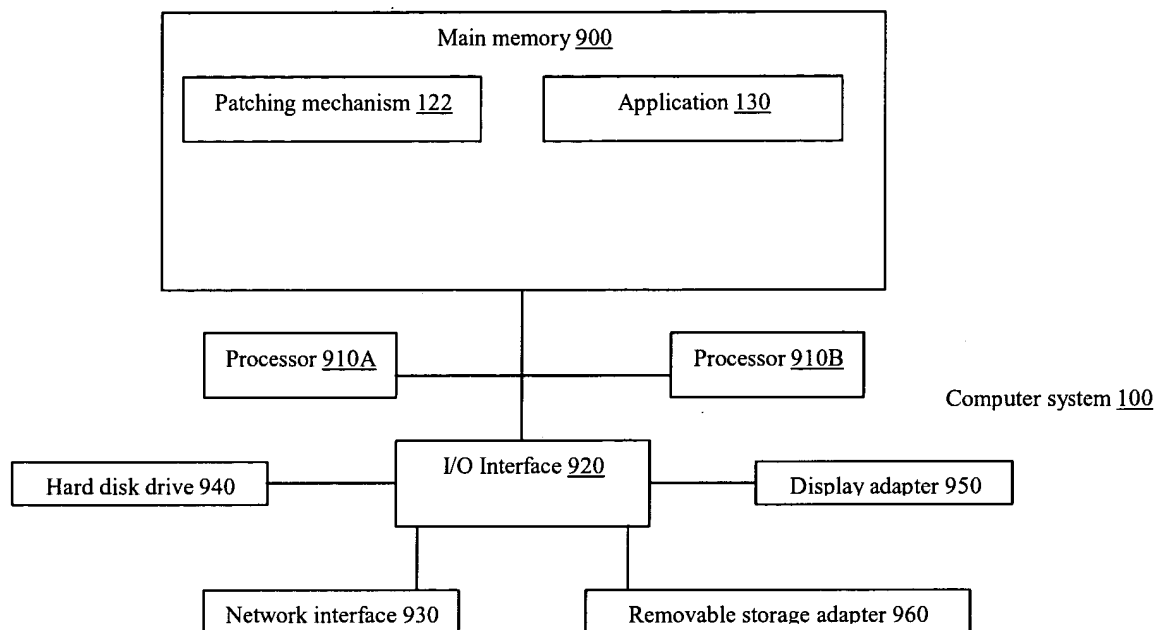 Main memory 900
Patching mechanism 122
Application 130
Processor 910A
Processor 910B
Computer system 100
I/O Interface 920
Hard disk drive 940
Display adapter 950
Network interface 930
Removable storage adapter 960